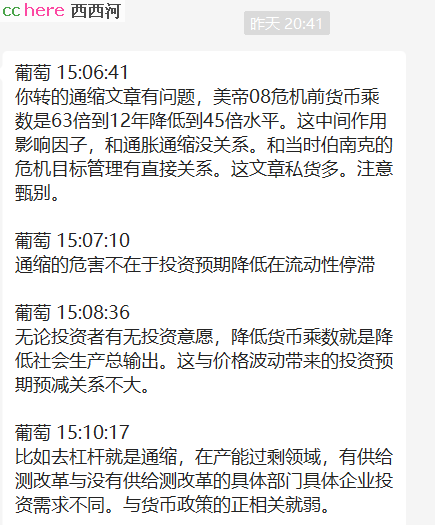 cchere 西西河
昨天 20:41
葡萄 15:06:41
你转的通缩文章有问题，美帝08危机前货币乘
数是63倍到12年降低到45倍水平。这中间作用
影响因子，和通胀通缩没关系。和当时伯南克的
危机目标管理有直接关系。这文章私货多。注意
甄别。
葡萄 15:07:10
通缩的危害不在于投资预期降低在流动性停滞
葡萄 15:08:36
无论投资者有无投资意愿，降低货币乘数就是降
低社会生产总输出。这与价格波动带来的投资预
期预减关系不大。
葡萄 15:10:17
比如去杠杆就是通缩，在产能过剩领域，有供给
测改革与没有供给测改革的具体部门具体企业投
资需求不同。与货币政策的正相关就弱。